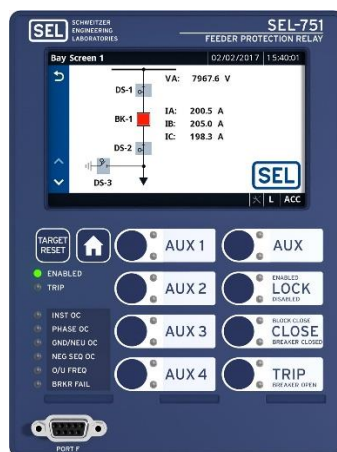 SEL SCHWEITZER ENGINEERING LABORATORIES
SEL-751
FEEDER PROTECTION RELAY
Bay Screen 1 02/02/2017 15:40:01
VA: 7967.6 V
DS-1
IA: 200.5 A
BK-1
IB: 205.0 A
IC: 198.3 A
DS-2
DS-3
SEL
L ACC
TARGET RESET
AUX 1
AUX
ENABLED
TRIP
AUX 2
ENABLED
LOCK
DISABLED
INST OC
PHASE OC
GND/NEU OC
NEG SEQ OC
O/U FREQ
BRKR FAIL
AUX 3
BLOCK CLOSE
CLOSE
BREAKER CLOSED
AUX 4
TRIP
BREAKER OPEN
PORT F